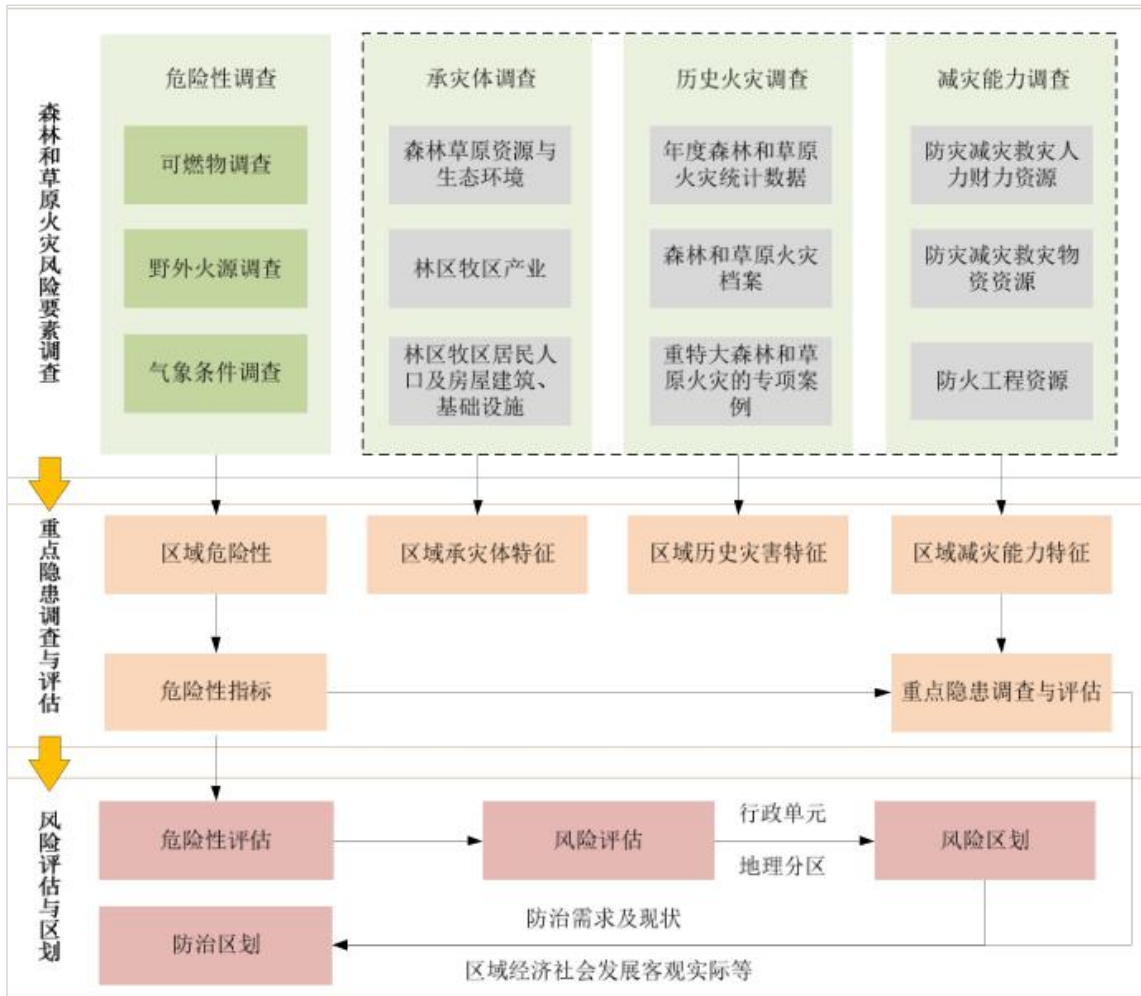 森林和草原火灾风险要素调查
危险性调查
可燃物调查
野外火源调查
气象条件调查
承灾体调查
森林草原资源与
生态环境
林区牧区产业
林区牧区居民人
口及房屋建筑、
基础设施
历史火灾调查
年度森林和草原
火灾统计数据
森林和草原火灾
档案
重特大森林和草
原火灾的专项案
例
减灾能力调查
防灾减灾救灾人
力财力资源
防灾减灾救灾物
资资源
防火工程资源
重点隐患调查与评估
区域危险性
区域承灾体特征
区域历史灾害特征
区域减灾能力特征
危险性指标
重点隐患调查与评估
风险评估与区划
危险性评估
风险评估
行政单元
地理分区
风险区划
防治区划
防治需求及现状
区域经济社会发展客观实际等